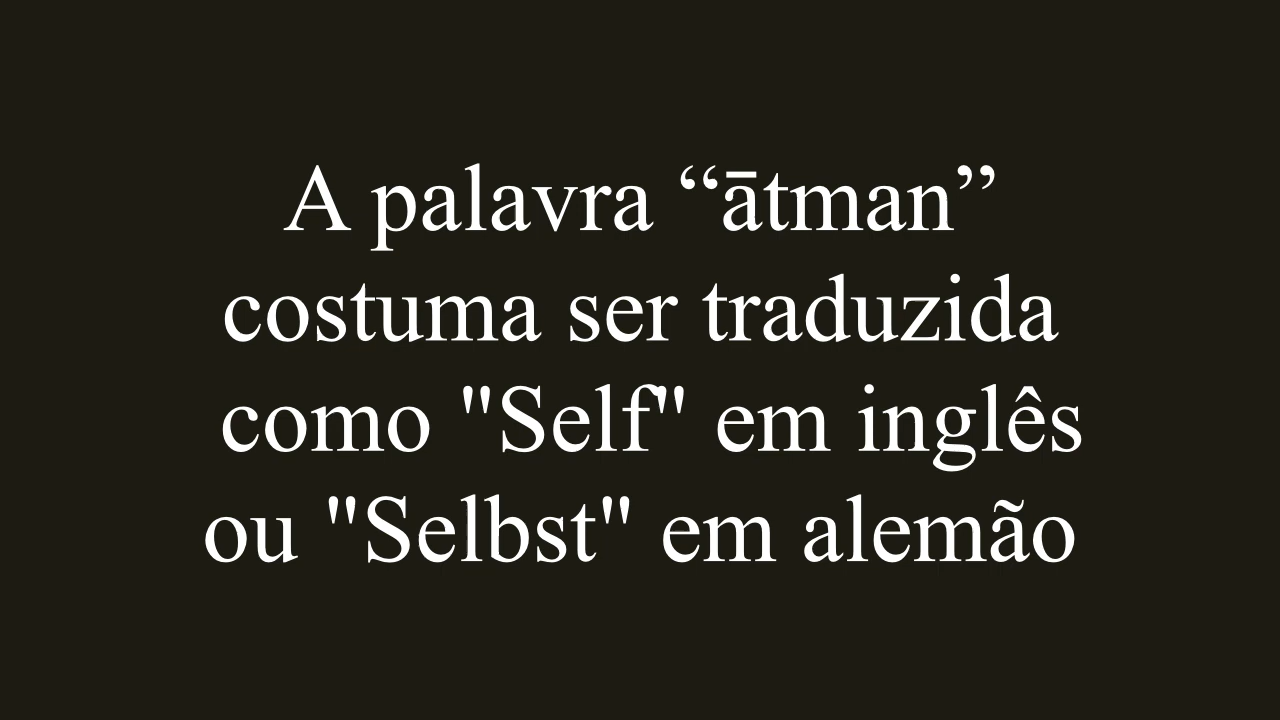 A palavra “ātman”
costuma ser traduzida
como "Self" em inglês
ou "Selbst" em alemão